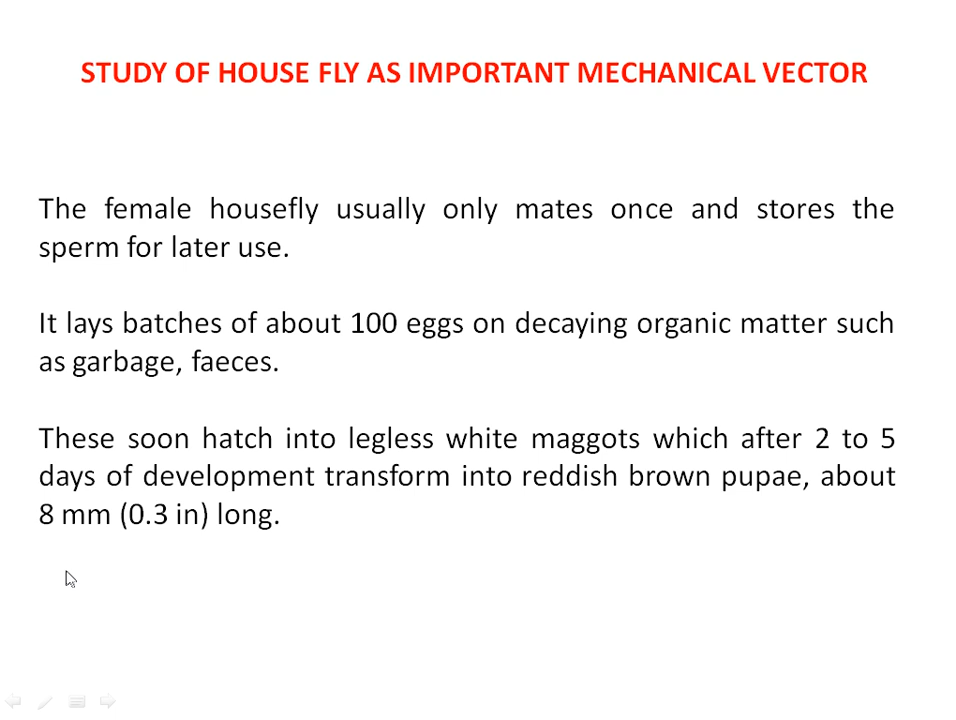 STUDY OF HOUSE FLY AS IMPORTANT MECHANICAL VECTOR
The female housefly usually only mates once and stores the
sperm for later use.
It lays batches of about 100 eggs on decaying organic matter such
as garbage, faeces.
These soon hatch into legless white maggots which after 2 to 5
days of development transform into reddish brown pupae, about
8 mm (0.3 in) long.